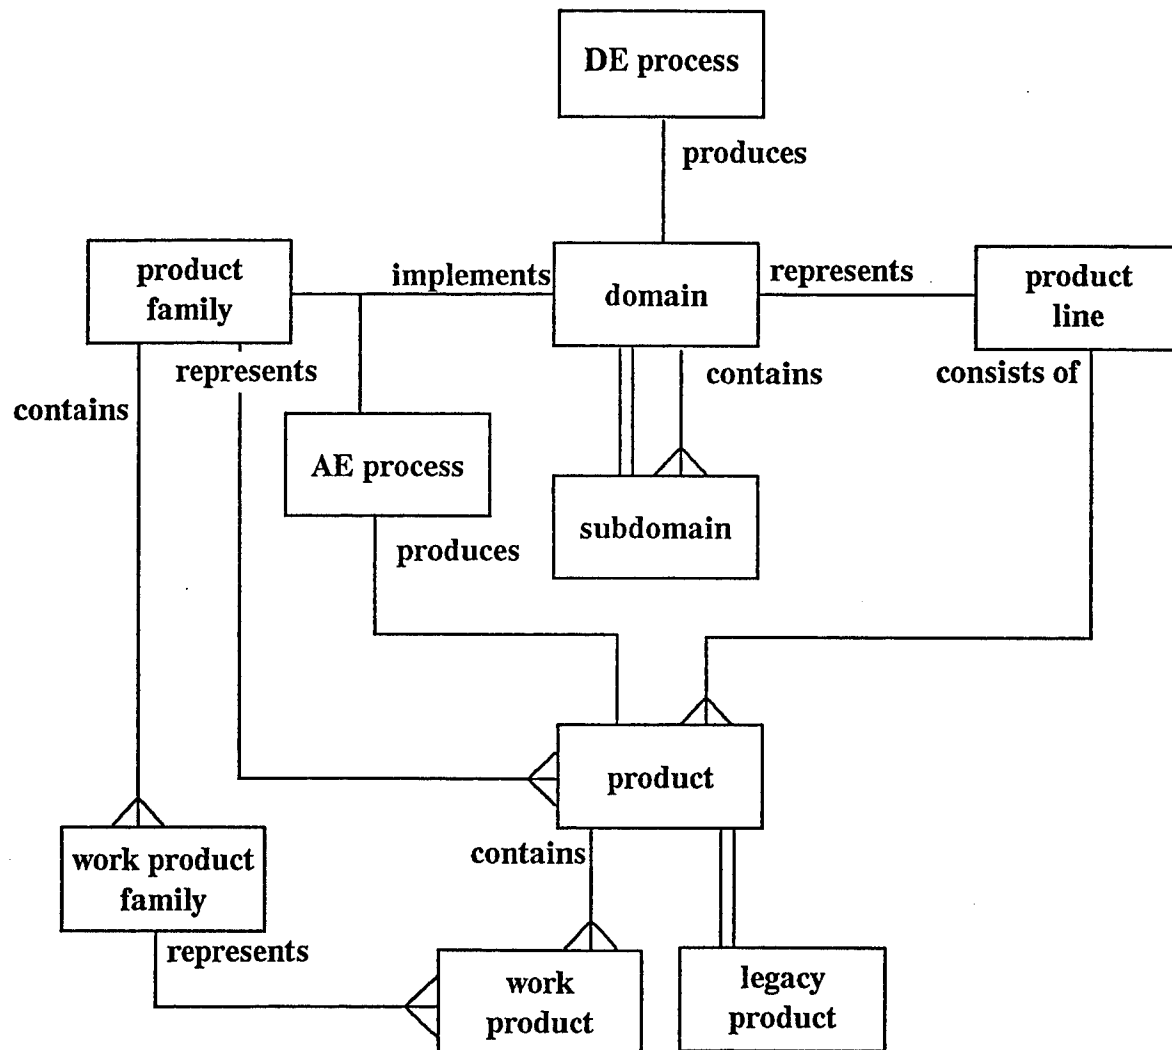 DE process
produces
product
family
implements
domain
represents
product
line
represents
contains
consists of
contains
AE process
subdomain
produces
product
contains
work product
family
represents
work
product
legacy
product